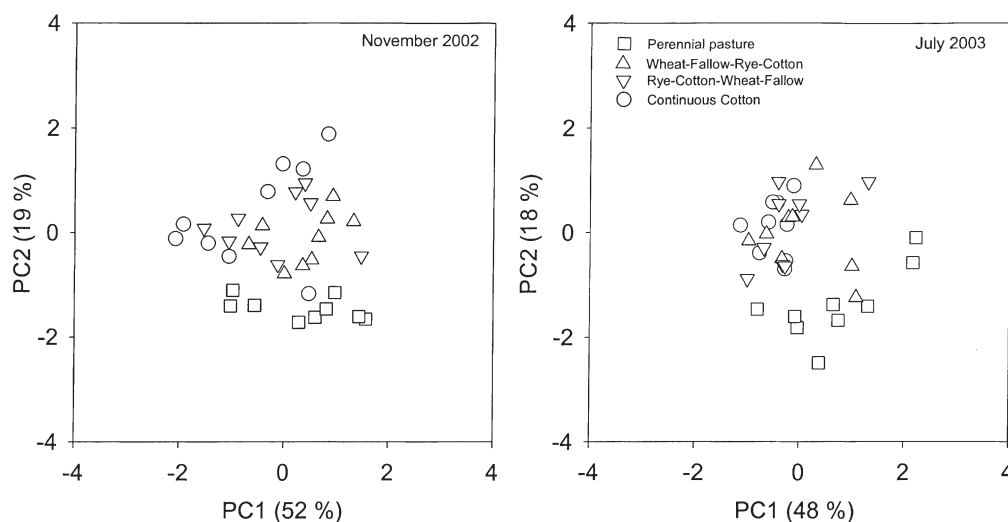 November 2002
4
2
0
-2
-4
PC2 (19 %)
-4
-2
0
2
4
PC1 (52 %)
July 2003
Perennial pasture
Wheat-Fallow-Rye-Cotton
Rye-Cotton-Wheat-Fallow
Continuous Cotton
4
2
0
-2
-4
PC2 (18 %)
-4
-2
0
2
4
PC1 (48 %)